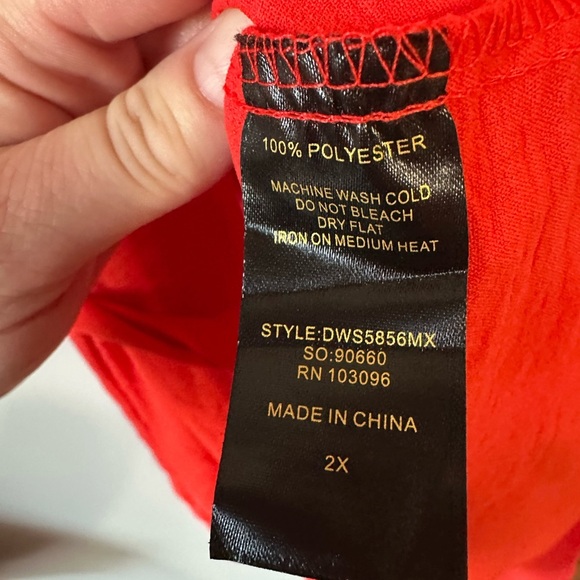 100% POLYESTER
MACHINE WASH COLD
DO NOT BLEACH
DRY FLAT
IRON ON MEDIUM HEAT
STYLE:DWS5856MX
SO:90660
RN 103096
MADE IN CHINA
2X